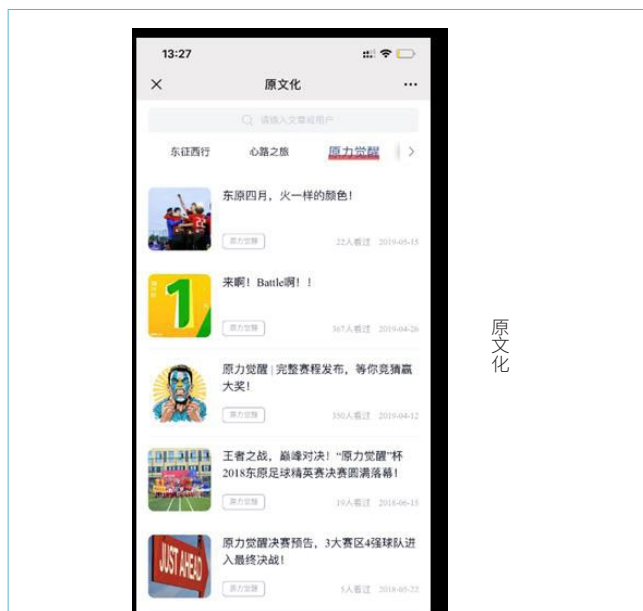 13:27
原文化
请输入文章或用户
东征西行 心路之旅 原力觉醒
东原四月，火一样的颜色！
原力觉醒 22人看过 2019-05-15
来啊！Battle啊！！
原力觉醒 367人看过 2019-04-26
原力觉醒 | 完整赛程发布，等你竞猜赢
大奖！
原力觉醒 350人看过 2019-04-12
王者之战，巅峰对决！“原力觉醒”杯
2018东原足球精英赛决赛圆满落幕！
原力觉醒 19人看过 2018-06-15
原力觉醒决赛预告，3大赛区4强球队进
入最终决战！
JUST AHEAD
原力觉醒 5人看过 2018-05-22
原文化